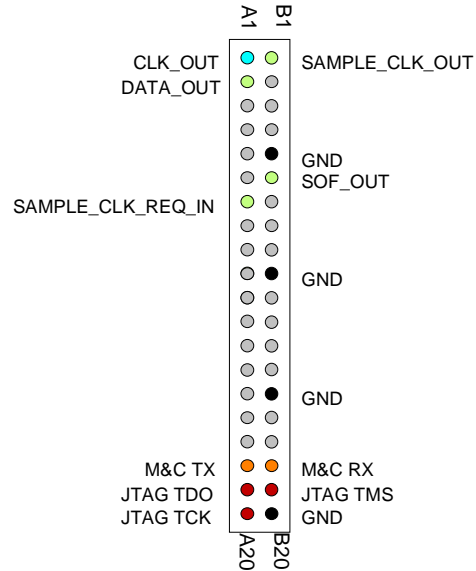 A1 B1
CLK_OUT SAMPLE_CLK_OUT
DATA_OUT
GND
SOF_OUT
SAMPLE_CLK_REQ_IN
GND
GND
M&C TX M&C RX
JTAG TDO JTAG TMS
JTAG TCK GND
A20 B20